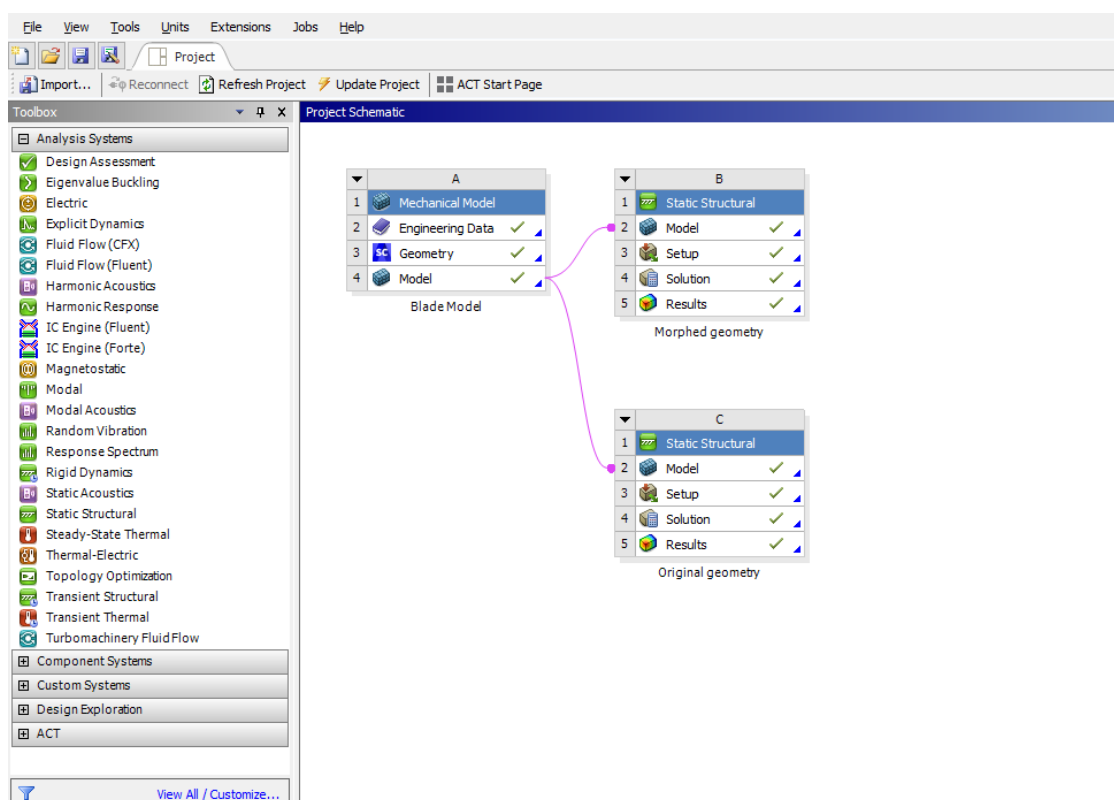 File View Tools Units Extensions Jobs Help
Project
Import... Reconnect Refresh Project Update Project ACT Start Page
Toolbox
Analysis Systems
Design Assessment
Eigenvalue Buckling
Electric
Explicit Dynamics
Fluid Flow (CFX)
Fluid Flow (Fluent)
Harmonic Acoustics
Harmonic Response
IC Engine (Fluent)
IC Engine (Forte)
Magnetostatic
Modal
Modal Acoustics
Random Vibration
Response Spectrum
Rigid Dynamics
Static Acoustics
Static Structural
Steady-State Thermal
Thermal-Electric
Topology Optimization
Transient Structural
Transient Thermal
Turbomachinery Fluid Flow
Component Systems
Custom Systems
Design Exploration
ACT
View All / Customize...
Project Schematic
A
1 Mechanical Model
2 Engineering Data
3 SC Geometry
4 Model
Blade Model
B
1 Static Structural
2 Model
3 Setup
4 Solution
5 Results
Morphed geometry
C
1 Static Structural
2 Model
3 Setup
4 Solution
5 Results
Original geometry